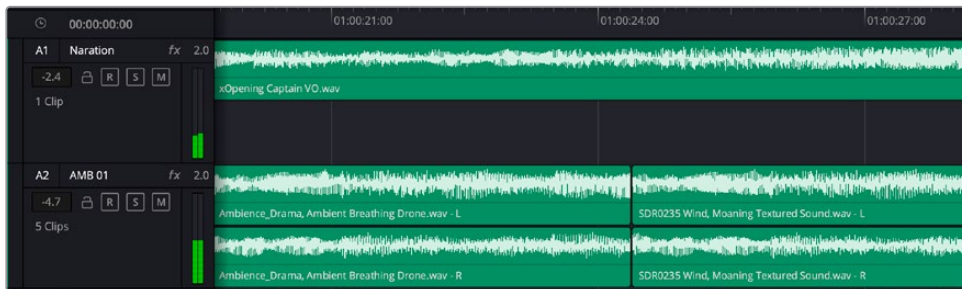 00:00:00:00 01:00:21:00 01:00:24:00 01:00:27:00
A1 Naration fx 2.0
-2.4 R S M
1 Clip
xOpening Captain VO.wav
A2 AMB 01 fx 2.0
-4.7 R S M
5 Clips
Ambience_Drama, Ambient Breathing Drone.wav - L SDR0235 Wind, Moaning Textured Sound.wav - L
Ambience_Drama, Ambient Breathing Drone.wav - R SDR0235 Wind, Moaning Textured Sound.wav - R